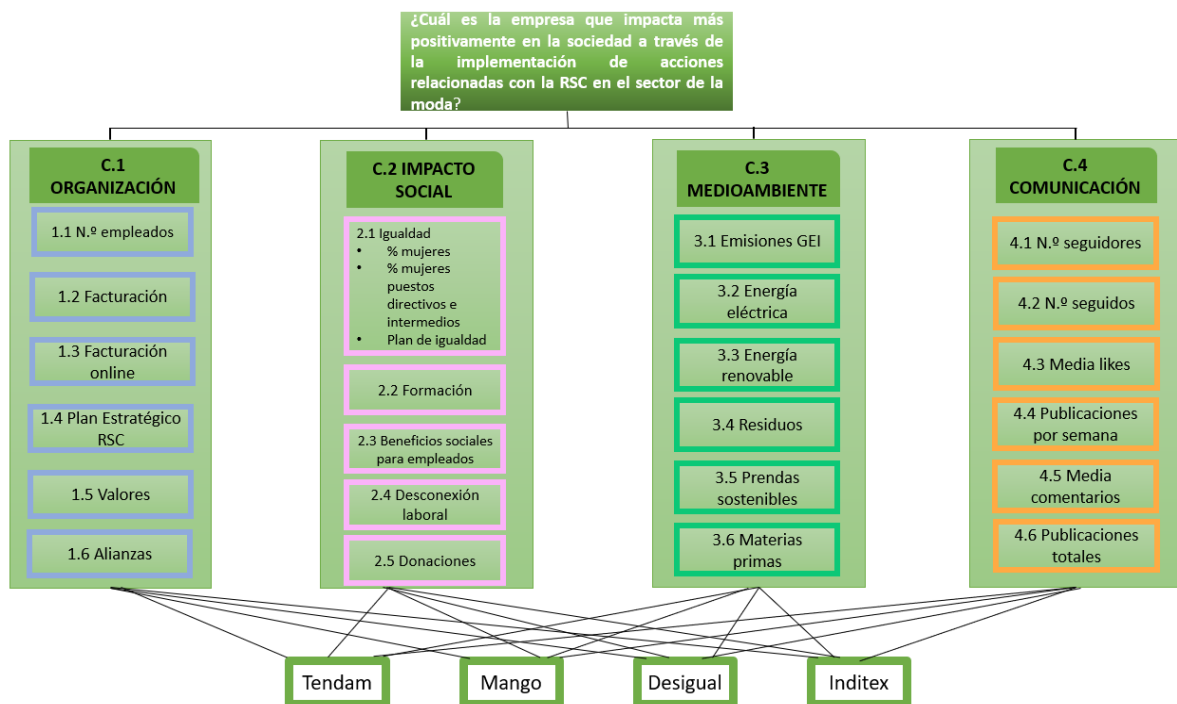 ¿Cuál es la empresa que impacta más
positivamente en la sociedad a través de
la implementación de acciones
relacionadas con la RSC en el sector de la
moda?
C.1
ORGANIZACIÓN
1.1 N.º empleados
1.2 Facturación
1.3 Facturación
online
1.4 Plan Estratégico
RSC
1.5 Valores
1.6 Alianzas
C.2 IMPACTO
SOCIAL
2.1 Igualdad
• % mujeres
• % mujeres
puestos
directivos e
intermedios
• Plan de igualdad
2.2 Formación
2.3 Beneficios sociales
para empleados
2.4 Desconexión
laboral
2.5 Donaciones
C.3
MEDIOAMBIENTE
3.1 Emisiones GEI
3.2 Energía
eléctrica
3.3 Energía
renovable
3.4 Residuos
3.5 Prendas
sostenibles
3.6 Materias
primas
C.4
COMUNICACIÓN
4.1 N.º seguidores
4.2 N.º seguidos
4.3 Media likes
4.4 Publicaciones
por semana
4.5 Media
comentarios
4.6 Publicaciones
totales
Tendam
Mango
Desigual
Inditex